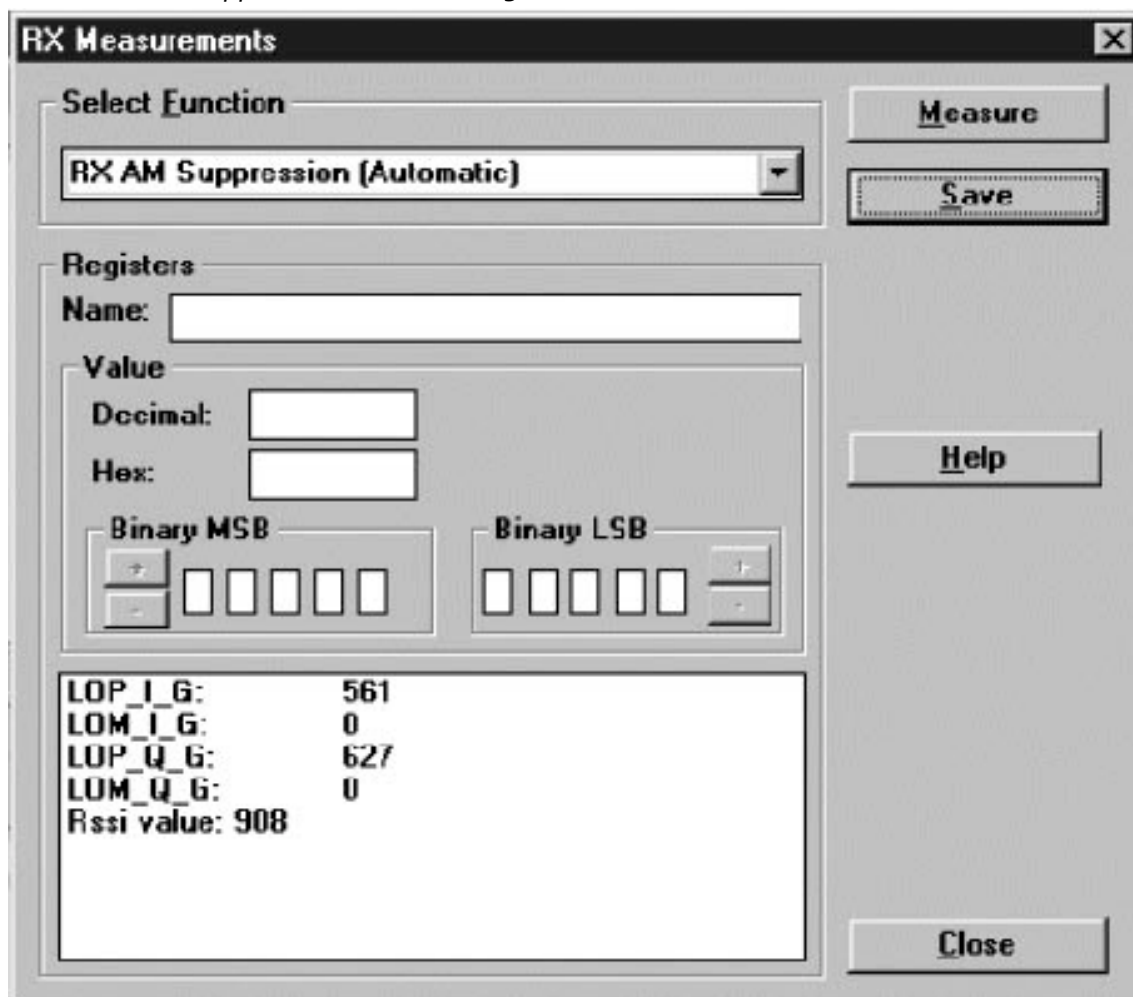 RX Measurements
Select Function
Measure
RX AM Suppression (Automatic)
Save
Registers
Name:
Value
Decimal:
Hex:
Help
Binary MSB
Binary LSB
+
+
-
-
LOP_I_G: 561
LOM_I_G: 0
LOP_Q_G: 627
LOM_Q_G: 0
Rssi value: 908
Close